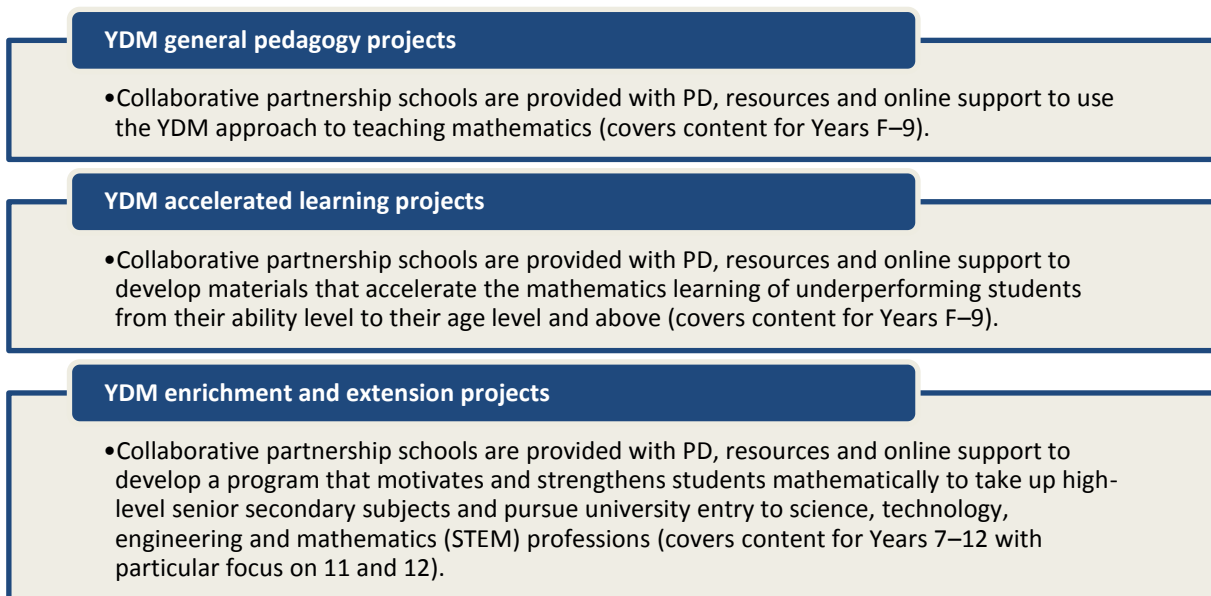 YDM general pedagogy projects
•Collaborative partnership schools are provided with PD, resources and online support to use
the YDM approach to teaching mathematics (covers content for Years F–9).
YDM accelerated learning projects
•Collaborative partnership schools are provided with PD, resources and online support to
develop materials that accelerate the mathematics learning of underperforming students
from their ability level to their age level and above (covers content for Years F–9).
YDM enrichment and extension projects
•Collaborative partnership schools are provided with PD, resources and online support to
develop a program that motivates and strengthens students mathematically to take up high-
level senior secondary subjects and pursue university entry to science, technology,
engineering and mathematics (STEM) professions (covers content for Years 7–12 with
particular focus on 11 and 12).